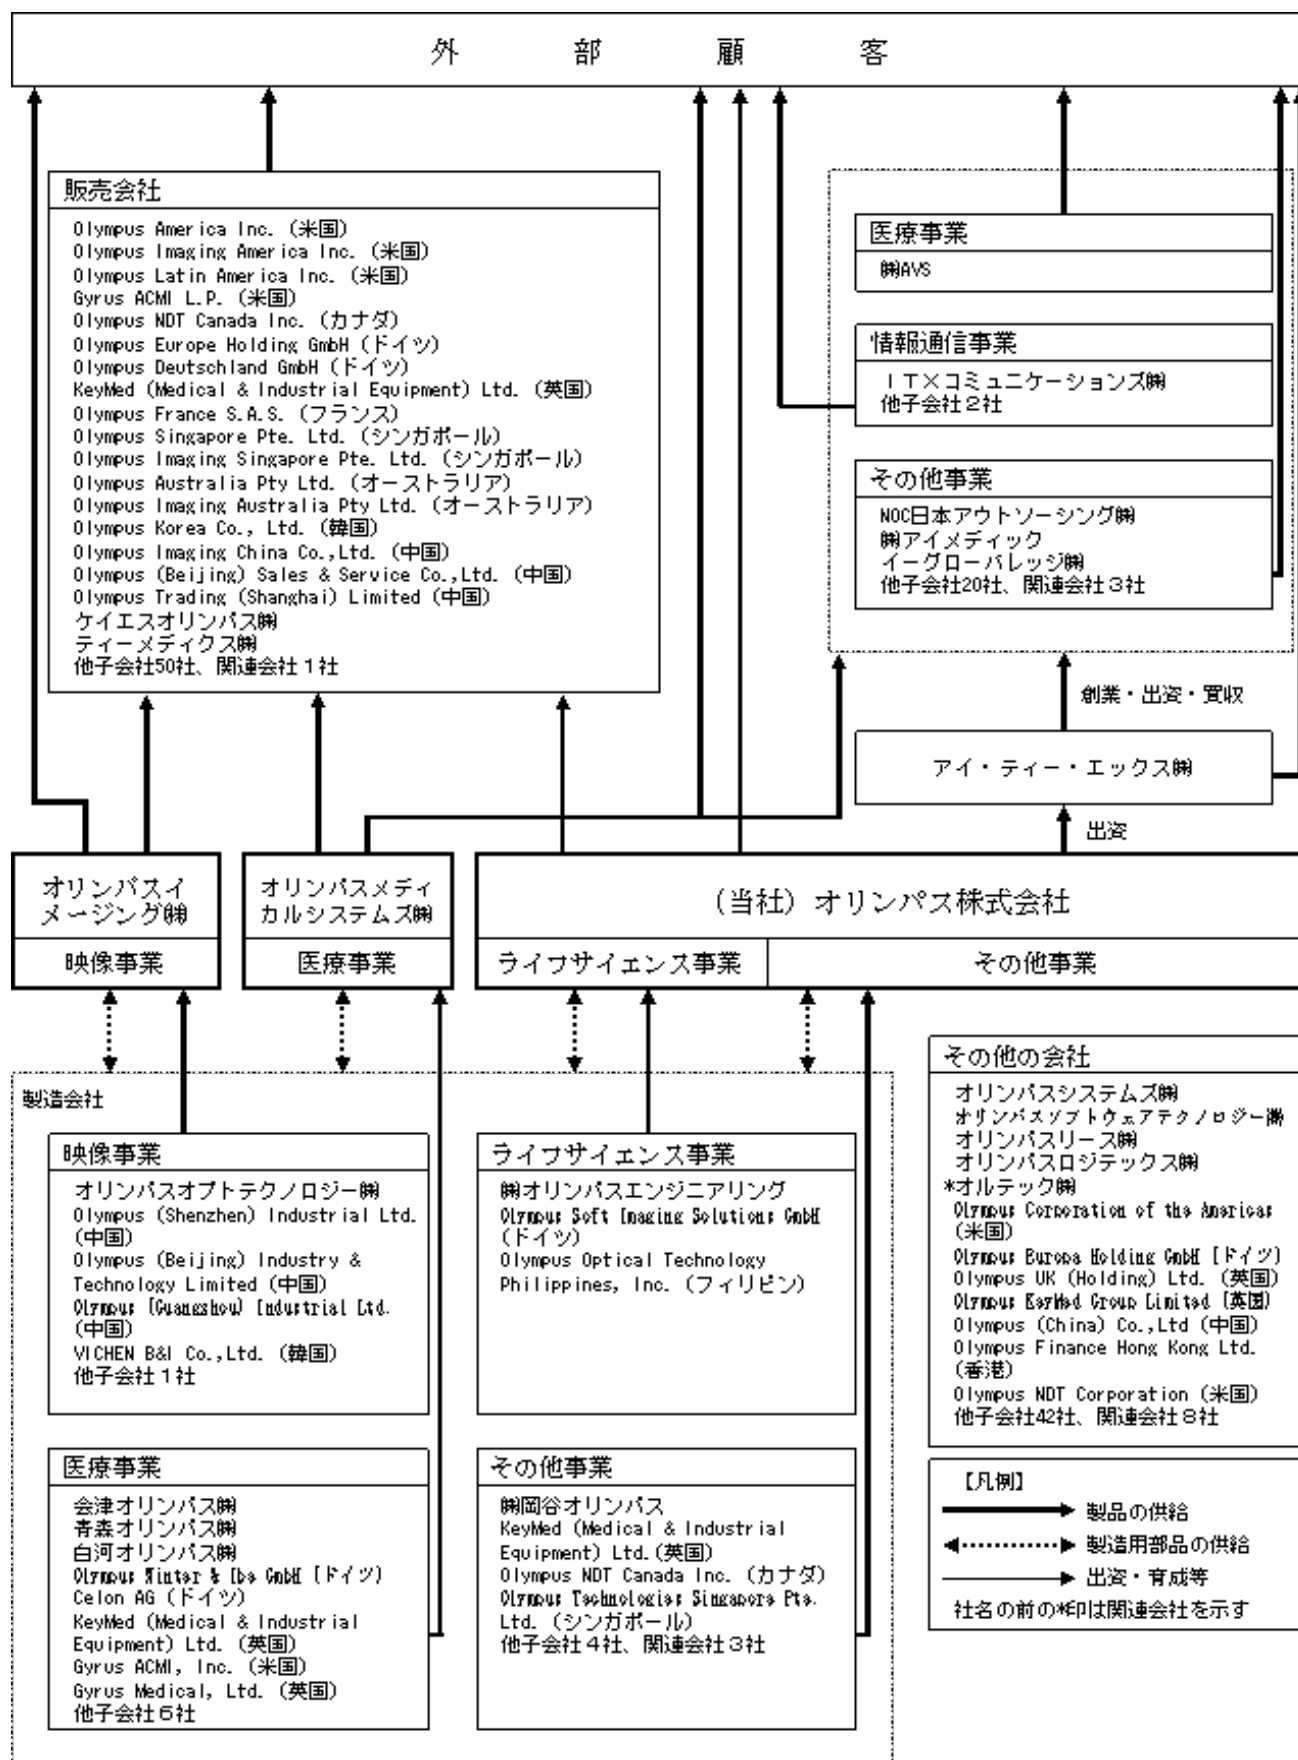 外部顧客
販売会社
Olympus America Inc. (米国)
Olympus Imaging America Inc. (米国)
Olympus Latin America Inc. (米国)
Gyrus ACMI L.P. (米国)
Olympus NDT Canada Inc. (カナダ)
Olympus Europe Holding GmbH (ドイツ)
Olympus Deutschland GmbH (ドイツ)
KeyMed (Medical & Industrial Equipment) Ltd. (英国)
Olympus France S.A.S. (フランス)
Olympus Singapore Pte. Ltd. (シンガポール)
Olympus Imaging Singapore Pte. Ltd. (シンガポール)
Olympus Australia Pty Ltd. (オーストラリア)
Olympus Imaging Australia Pty Ltd. (オーストラリア)
Olympus Korea Co., Ltd. (韓国)
Olympus Imaging China Co.,Ltd. (中国)
Olympus (Beijing) Sales & Service Co.,Ltd. (中国)
Olympus Trading (Shanghai) Limited (中国)
ケイエスオリンパス㈱
ティーメディクス㈱
他子会社50社、関連会社1社
医療事業
㈱AVS
情報通信事業
ITXコミュニケーションズ㈱
他子会社2社
その他事業
NOC日本アウトソーシング㈱
㈱アイメディック
イーグローバレッジ㈱
他子会社20社、関連会社3社
創業・出資・買収
アイ・ティー・エックス㈱
出資
オリンパスイ
メージング㈱
映像事業
オリンパスメディ
カルシステムズ㈱
医療事業
(当社)オリンパス株式会社
ライフサイエンス事業
その他事業
製造会社
映像事業
オリンパスオプトテクノロジー㈱
Olympus (Shenzhen) Industrial Ltd.
(中国)
Olympus (Beijing) Industry &
Technology Limited (中国)
Olympus (Guangzhou) Industrial Ltd.
(中国)
VICHEN B&I Co.,Ltd. (韓国)
他子会社1社
医療事業
会津オリンパス㈱
青森オリンパス㈱
白河オリンパス㈱
Olympus Winter & Ibe GmbH (ドイツ)
Celon AG (ドイツ)
KeyMed (Medical & Industrial
Equipment) Ltd. (英国)
Gyrus ACMI, Inc. (米国)
Gyrus Medical, Ltd. (英国)
他子会社6社
ライフサイエンス事業
㈱オリンパスエンジニアリング
Olympus Soft Imaging Solutions GmbH
(ドイツ)
Olympus Optical Technology
Philippines, Inc. (フィリピン)
その他事業
㈱岡谷オリンパス
KeyMed (Medical & Industrial
Equipment) Ltd.(英国)
Olympus NDT Canada Inc. (カナダ)
Olympus Technologies Singapore Pte.
Ltd. (シンガポール)
他子会社4社、関連会社3社
その他の会社
オリンパスシステムズ㈱
オリンパスソフトウェアテクノロジー㈱
オリンパスリース㈱
オリンパスロジテックス㈱
*オルテック㈱
Olympus Corporation of the Americas
(米国)
Olympus Europa Holding GmbH (ドイツ)
Olympus UK (Holding) Ltd. (英国)
Olympus KeyMed Group Limited (英国)
Olympus (China) Co.,Ltd (中国)
Olympus Finance Hong Kong Ltd.
(香港)
Olympus NDT Corporation (米国)
他子会社42社、関連会社8社
【凡例】
製品の供給
製造用部品の供給
出資・育成等
社名の前の*印は関連会社を示す